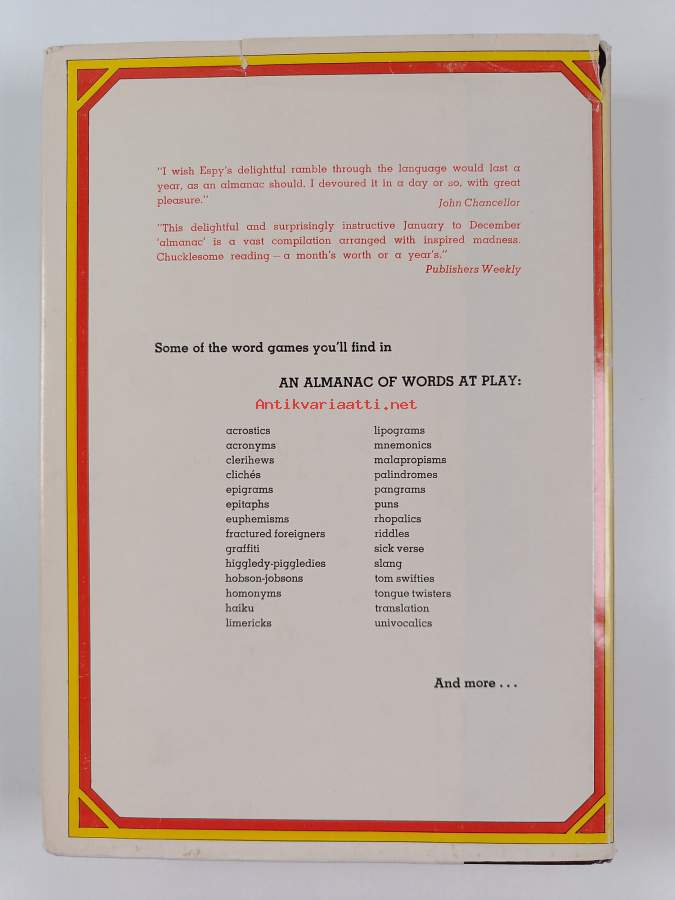 "I wish Espy's delightful ramble through the language would last a
year, as an almanac should. I devoured it in a day or so, with great
pleasure."
John Chancellor
"This delightful and surprisingly instructive January to December
'almanac' is a vast compilation arranged with inspired madness.
Chucklesome reading — a month's worth or a year's."
Publishers Weekly
Some of the word games you'll find in
AN ALMANAC OF WORDS AT PLAY:
Antikvariaatti.net
acrostics
acronyms
clerihews
clichés
epigrams
epitaphs
euphemisms
fractured foreigners
graffiti
higgledy-piggledies
hobson-jobsons
homonyms
haiku
limericks
lipograms
mnemonics
malapropisms
palindromes
pangrams
puns
rhopalics
riddles
sick verse
slang
tom swifties
tongue twisters
translation
univocalics
And more . . .